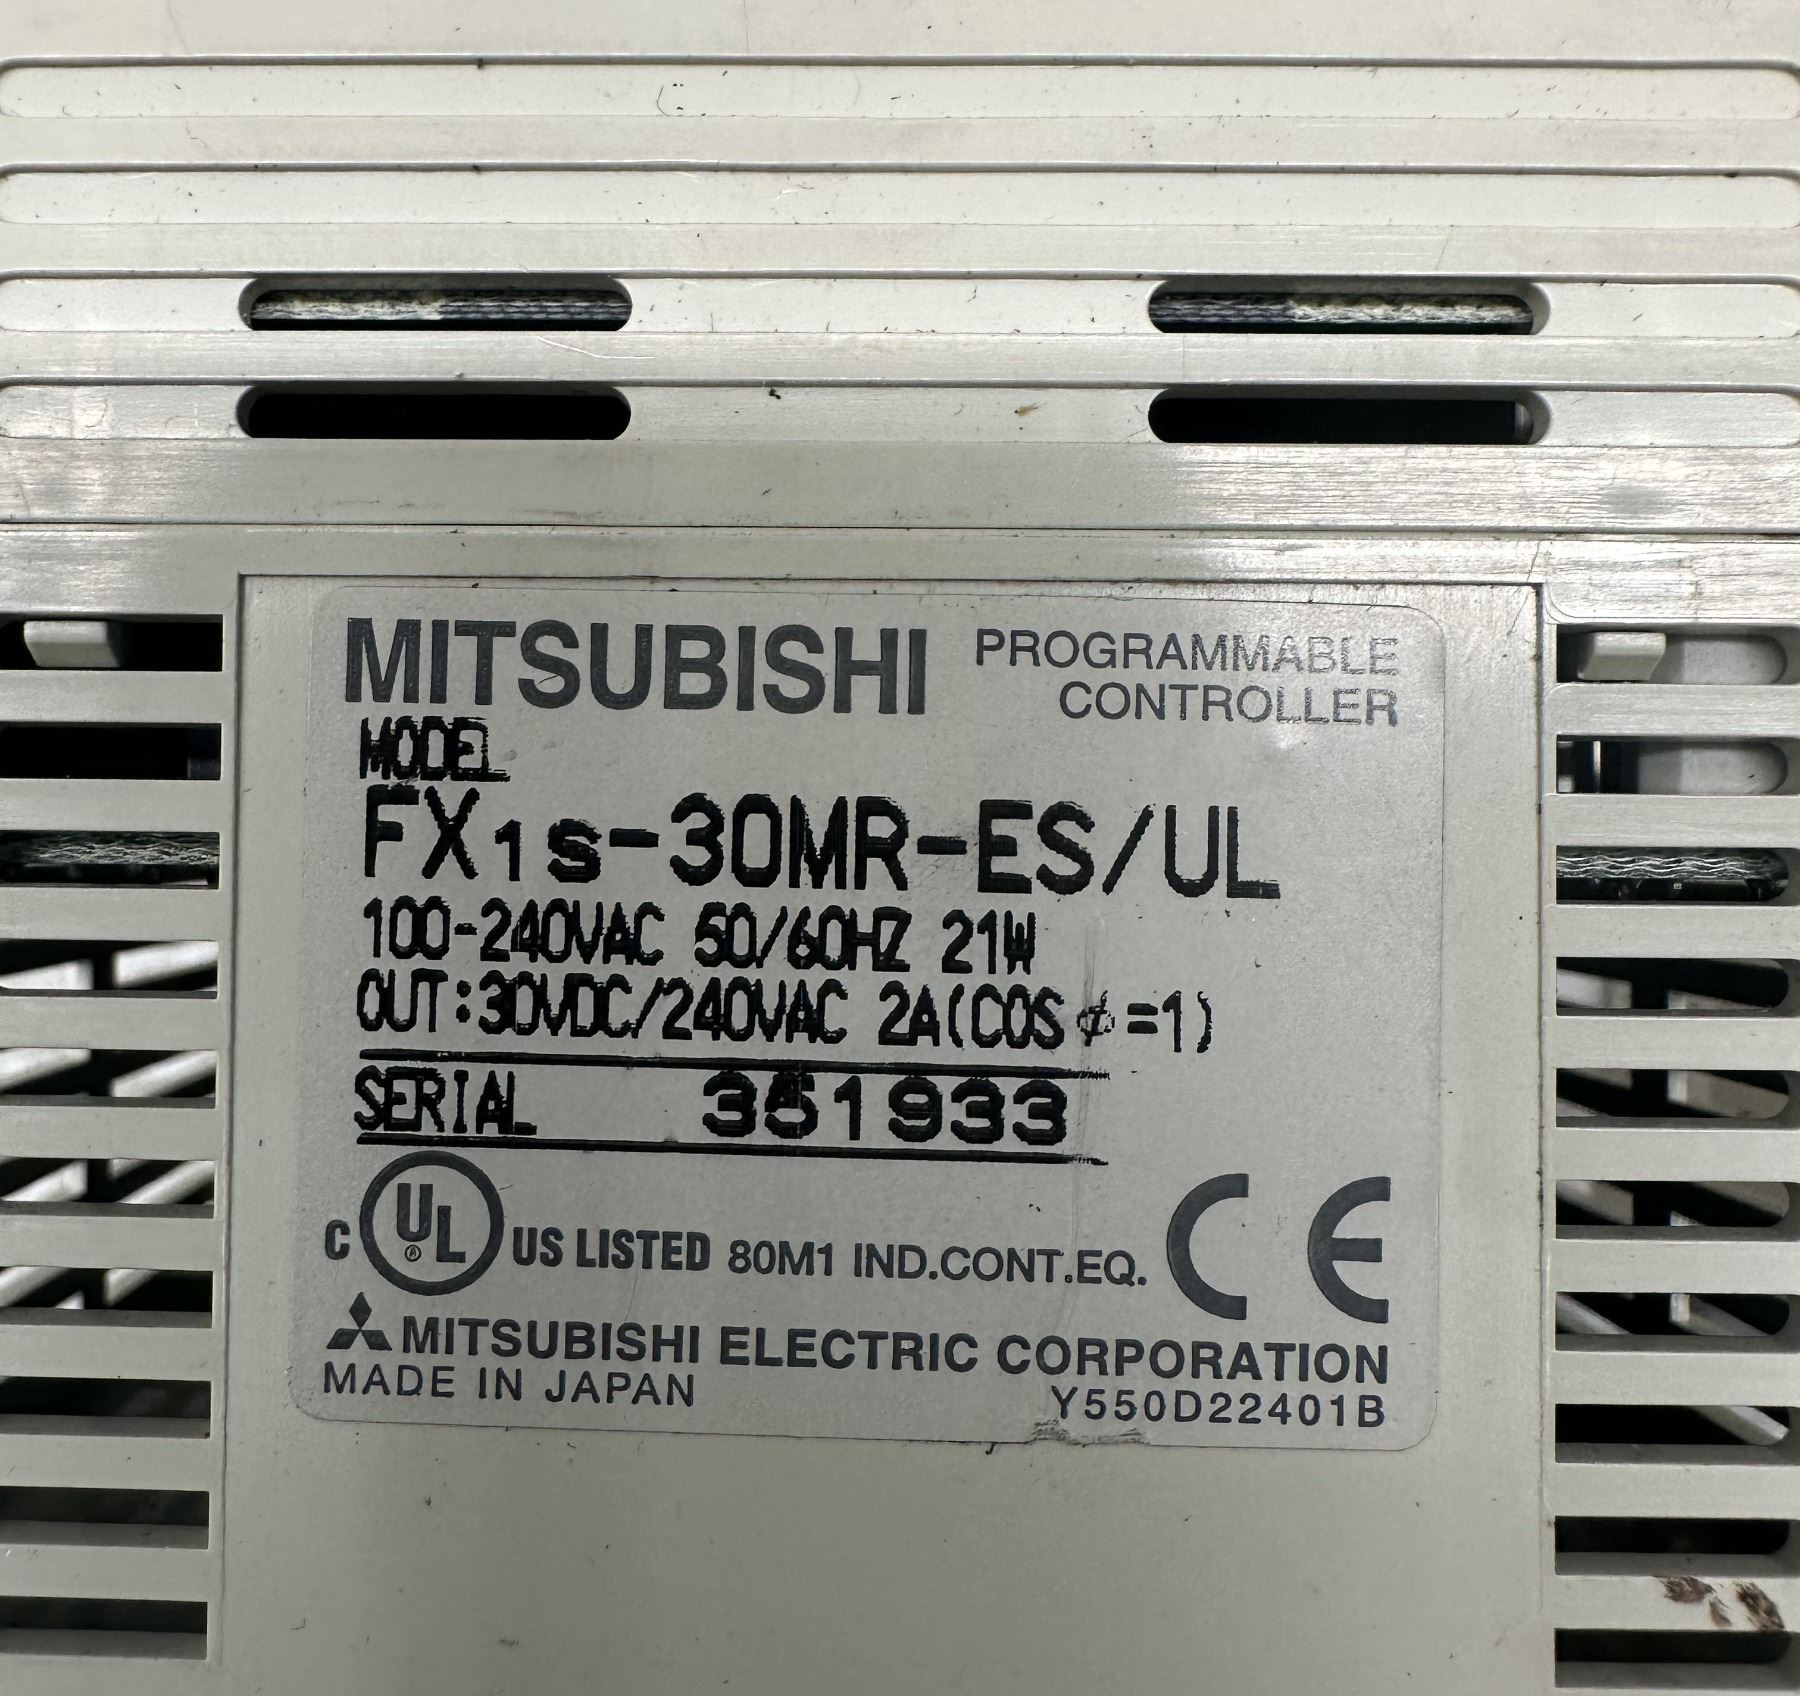 MITSUBISHI PROGRAMMABLE CONTROLLER
MODEL
FX1s-30MR-ES/UL
100-240VAC 50/60HZ 21W
OUT:30VDC/240VAC 2A(COS φ=1)
SERIAL 351933
C UL ® US LISTED 80M1 IND.CONT.EQ. CE
MITSUBISHI ELECTRIC CORPORATION
MADE IN JAPAN Y550D22401B